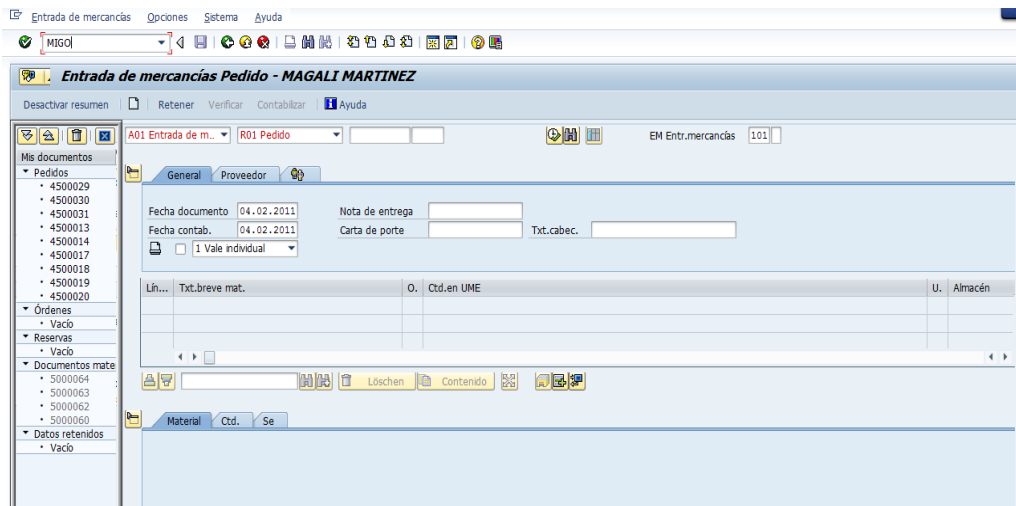 Entrada de mercancías Opciones Sistema Ayuda
MIGO
Entrada de mercancías Pedido - MAGALI MARTINEZ
Desactivar resumen Retener Verificar Contabilizar Ayuda
A01 Entrada de m.. R01 Pedido EM Entr.mercancías 101
Mis documentos
Pedidos
4500029
4500030
4500031
4500013
4500014
4500017
4500018
4500019
4500020
Órdenes
Vacío
Reservas
Vacío
Documentos mate
5000064
5000063
5000062
5000060
Datos retenidos
Vacío
General Proveedor
Fecha documento 04.02.2011 Nota de entrega
Fecha contab. 04.02.2011 Carta de porte Txt.cabec.
1 Vale individual
Lín... Txt.breve mat. O. Ctd.en UME U. Almacén
Löschen Contenido
Material Ctd. Se